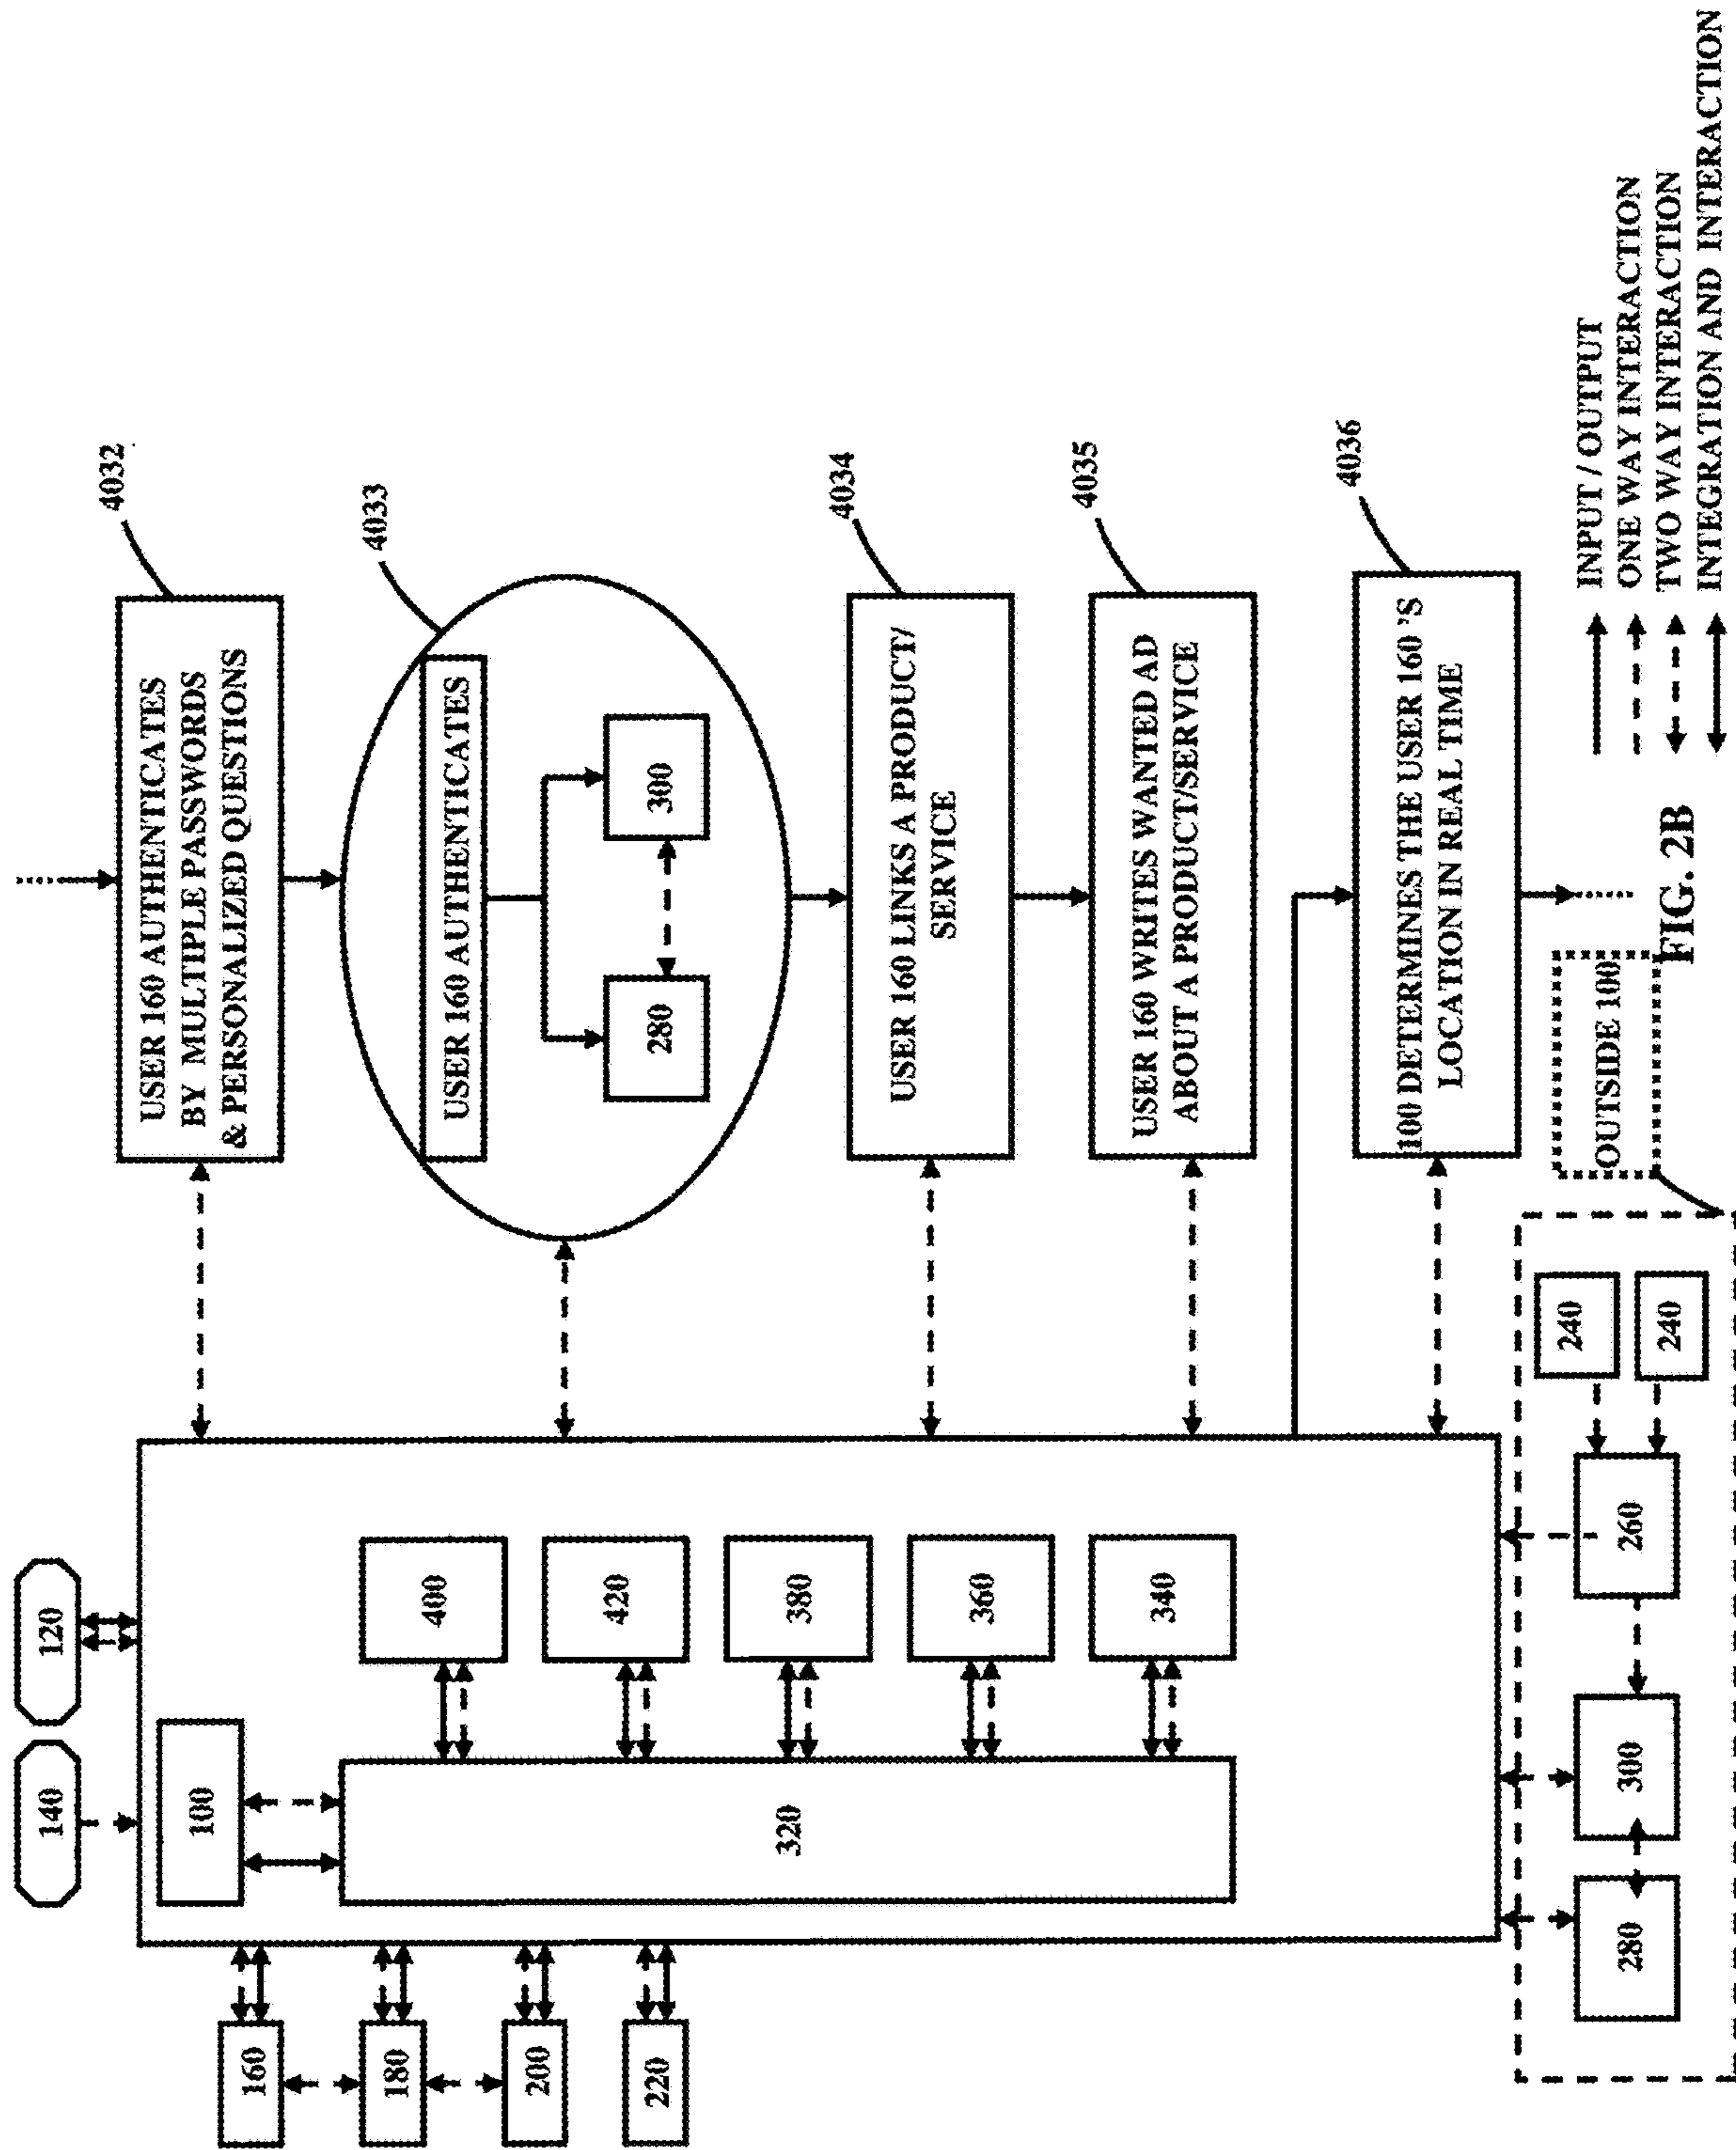 140
120
160
180
200
220
100
320
400
420
380
360
340
280
300
260
240
240
OUTSIDE 100
4032
USER 160 AUTHENTICATES
BY MULTIPLE PASSWORDS
& PERSONALIZED QUESTIONS
4033
USER 160 AUTHENTICATES
280
300
4034
USER 160 LINKS A PRODUCT/
SERVICE
4035
USER 160 WRITES WANTED AD
ABOUT A PRODUCT/SERVICE
4036
100 DETERMINES THE USER 160 'S
LOCATION IN REAL TIME
FIG. 2B
INPUT / OUTPUT
ONE WAY INTERACTION
TWO WAY INTERACTION
INTEGRATION AND INTERACTION